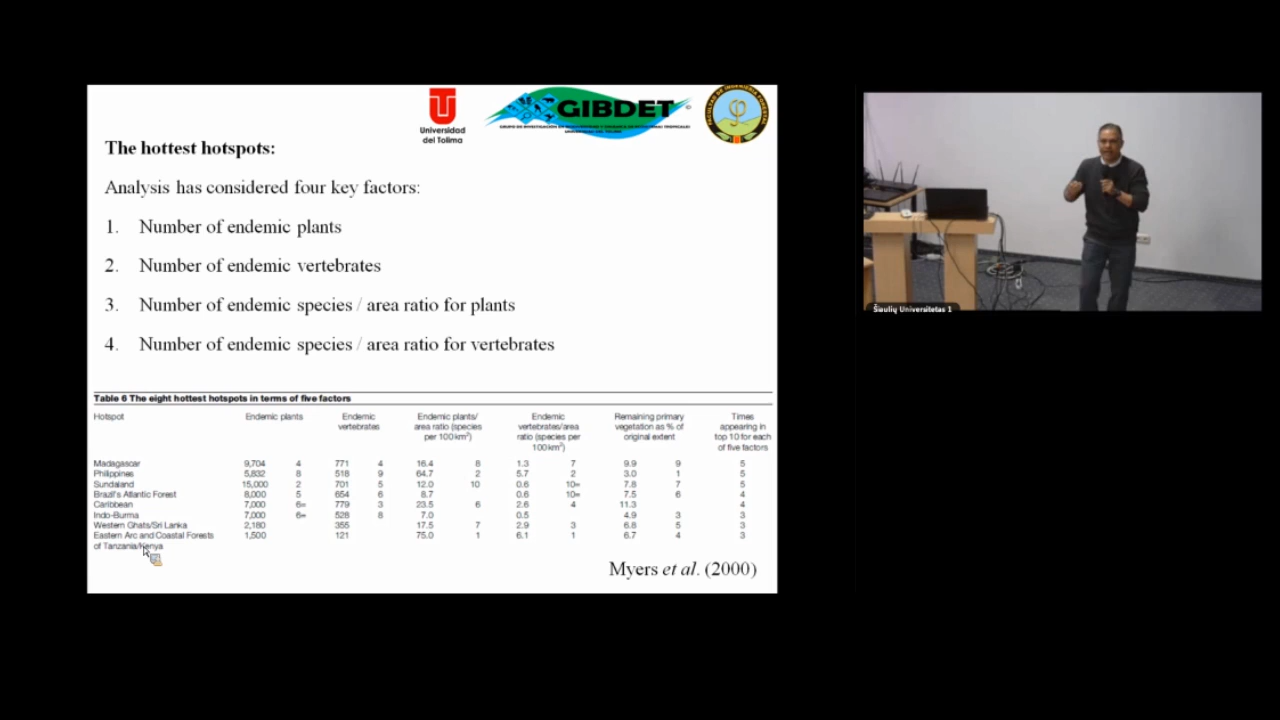 Universidad
del Tolima
GIBDET
UNIVERSIDAD DEL TOLIMA
The hottest hotspots:
Analysis has considered four key factors:
1. Number of endemic plants
2. Number of endemic vertebrates
3. Number of endemic species / area ratio for plants
4. Number of endemic species / area ratio for vertebrates
Table 6 The eight hottest hotspots in terms of five factors
Hotspot Endemic plants Endemic vertebrates Endemic plants/ area ratio (species per 100 km²) Endemic vertebrates/area ratio (species per 100 km²) Remaining primary vegetation as % of original extent Times appearing in top 10 for each of five factors
Madagascar 9,704 4 771 4 16.4 8 1.3 7 9.9 9 5
Philippines 5,832 8 518 9 64.7 2 5.7 2 3.0 1 5
Sundaland 15,000 2 701 5 12.0 10 0.6 10= 7.8 7 5
Brazil's Atlantic Forest 8,000 5 654 6 8.7 0.6 10= 7.5 6 4
Caribbean 7,000 6= 779 3 23.5 6 2.6 4 11.3 4
Indo-Burma 7,000 6= 528 8 7.0 0.5 4.9 3 3
Western Ghats/Sri Lanka 2,180 355 17.5 7 2.9 3 6.8 5 3
Eastern Arc and Coastal Forests 1,500 121 75.0 1 6.1 1 6.7 4 3
of Tanzania/Kenya
Myers et al. (2000)
Šiaulių Universitetas 1